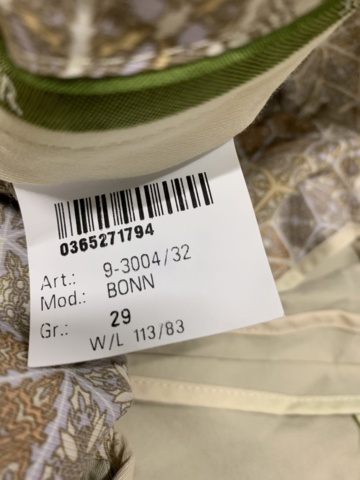 0365271794
Art.: 9-3004/32
Mod.: BONN
Gr.: 29
W/L 113/83